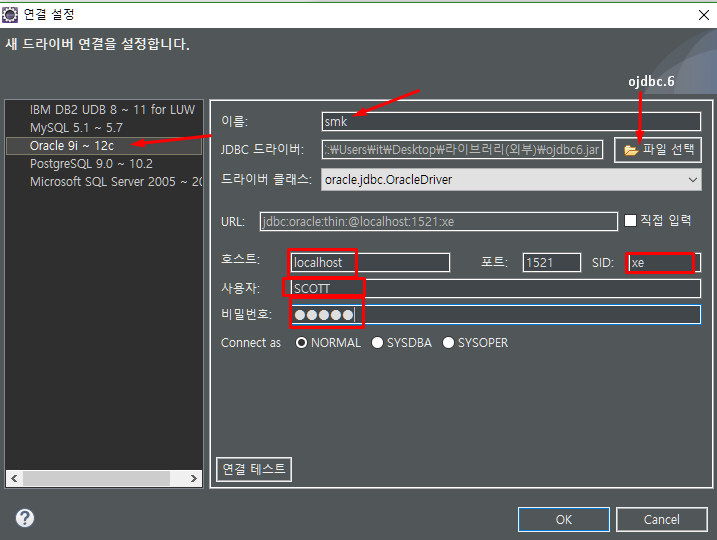 연결 설정
새 드라이버 연결을 설정합니다.
ojdbc.6
IBM DB2 UDB 8 ~ 11 for LUW
MySQL 5.1 ~ 5.7
Oracle 9i ~ 12c
PostgreSQL 9.0 ~ 10.2
Microsoft SQL Server 2005 ~ 20
이름: smk
JDBC 드라이버: :₩Users₩it₩Desktop₩라이브러리(외부)₩ojdbc6.jar 파일 선택
드라이버 클래스: oracle.jdbc.OracleDriver
URL: jdbc:oracle:thin:@localhost:1521:xe 직접 입력
호스트: localhost 포트: 1521 SID: xe
사용자: SCOTT
비밀번호: ●●●●●
Connect as NORMAL SYSDBA SYSOPER
연결 테스트
?
OK Cancel